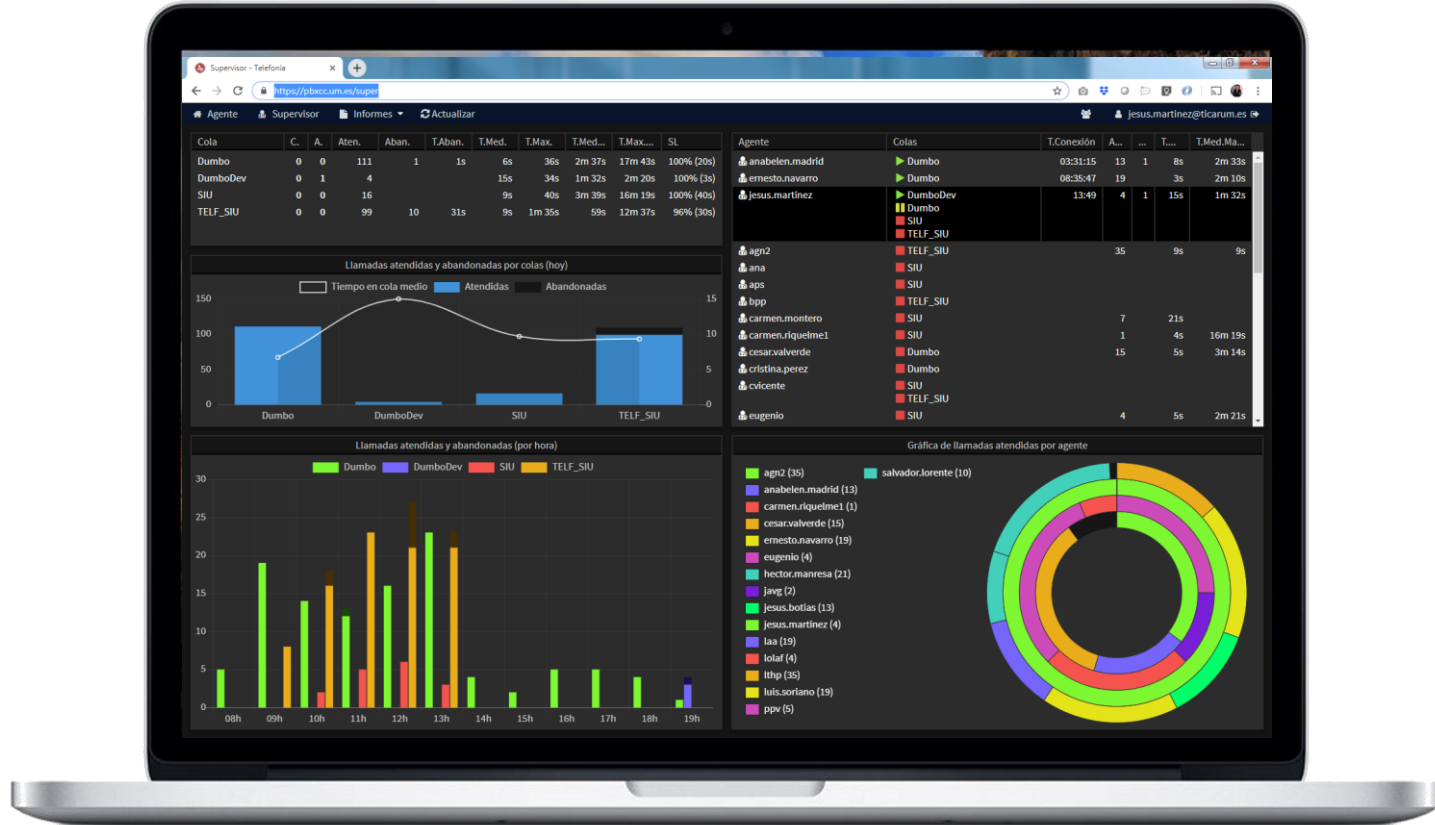 Supervisor - Telefonía
https://pbxcc.um.es/super
Agente Supervisor Informes Actualizar jesus.martinez@ticarum.es
Cola C. A. Aten. Aban. T.Aban. T.Med. T.Max. T.Med... T.Max.... SL
Dumbo 0 0 111 1 1s 6s 36s 2m 37s 17m 43s 100% (20s)
DumboDev 0 1 4 15s 34s 1m 32s 2m 20s 100% (3s)
SIU 0 0 16 9s 40s 3m 39s 16m 19s 100% (40s)
TELF_SIU 0 0 99 10 31s 9s 1m 35s 59s 12m 37s 96% (30s)
Agente Colas T.Conexión A... ... T.... T.Med.Ma...
anabelen.madrid Dumbo 03:31:15 13 1 8s 2m 33s
ernesto.navarro Dumbo 08:35:47 19 3s 2m 10s
jesus.martinez DumboDev 13:49 4 1 15s 1m 32s
Dumbo
SIU
TELF_SIU
agn2 TELF_SIU 35 9s 9s
ana SIU
aps SIU
bpp TELF_SIU
carmen.montero SIU 7 21s
carmen.riquelme1 SIU 1 4s 16m 19s
cesar.valverde Dumbo 15 5s 3m 14s
cristina.perez Dumbo
cvicente SIU
TELF_SIU
eugenio SIU 4 5s 2m 21s
Llamadas atendidas y abandonadas por colas (hoy)
Tiempo en cola medio Atendidas Abandonadas
150 15
100 10
50 5
0 0
Dumbo DumboDev SIU TELF_SIU
Llamadas atendidas y abandonadas (por hora)
Dumbo DumboDev SIU TELF_SIU
30
25
20
15
10
5
0
08h 09h 10h 11h 12h 13h 14h 15h 16h 17h 18h 19h
Gráfica de llamadas atendidas por agente
agn2 (35) salvador.lorente (10)
anabelen.madrid (13)
carmen.riquelme1 (1)
cesar.valverde (15)
ernesto.navarro (19)
eugenio (4)
hector.manresa (21)
javg (2)
jesus.botias (13)
jesus.martinez (4)
laa (19)
lolaf (4)
lthp (35)
luis.soriano (19)
ppv (5)